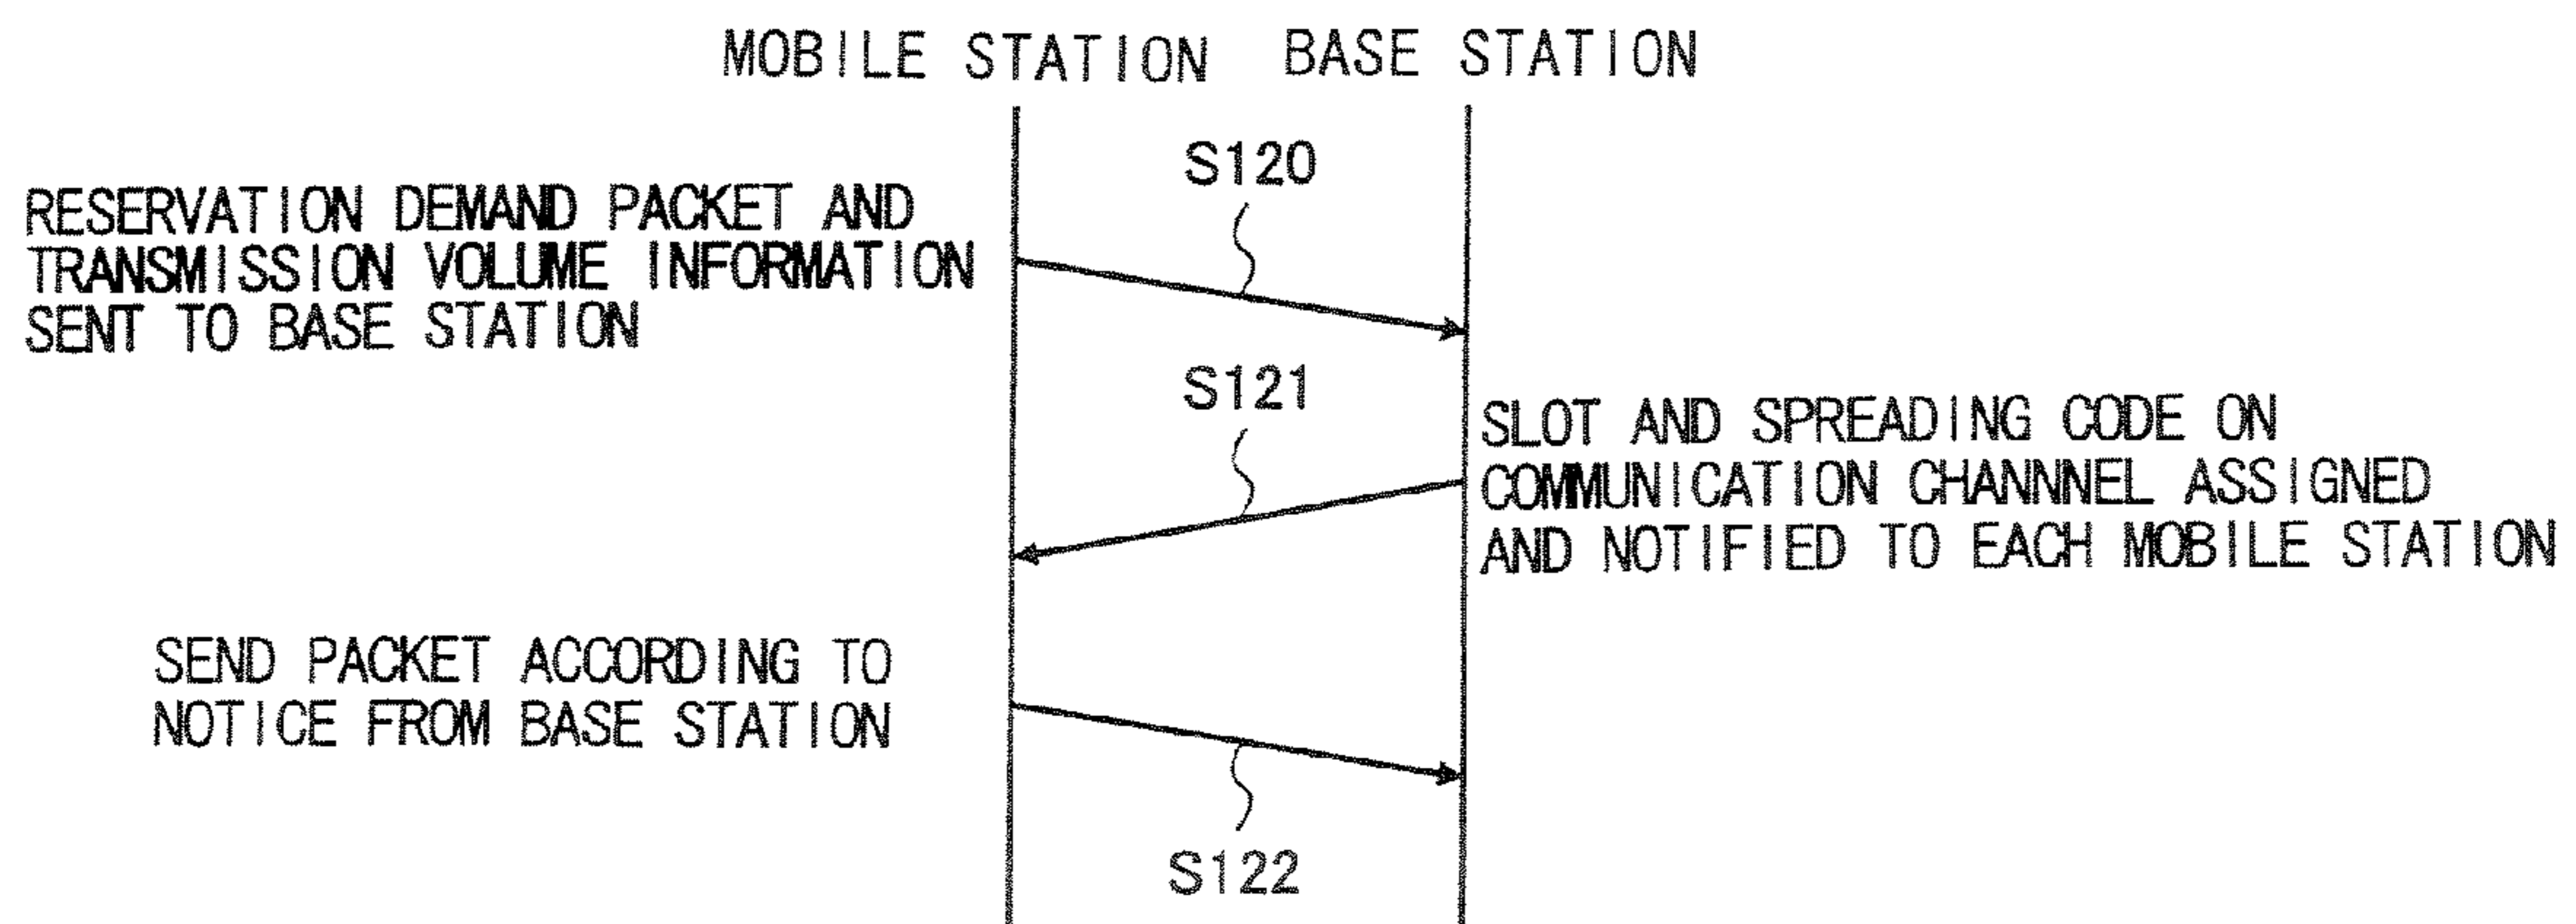 MOBILE STATION BASE STATION
S120
RESERVATION DEMAND PACKET AND
TRANSMISSION VOLUME INFORMATION
SENT TO BASE STATION
S121
SLOT AND SPREADING CODE ON
COMMUNICATION CHANNNEL ASSIGNED
AND NOTIFIED TO EACH MOBILE STATION
SEND PACKET ACCORDING TO
NOTICE FROM BASE STATION
S122